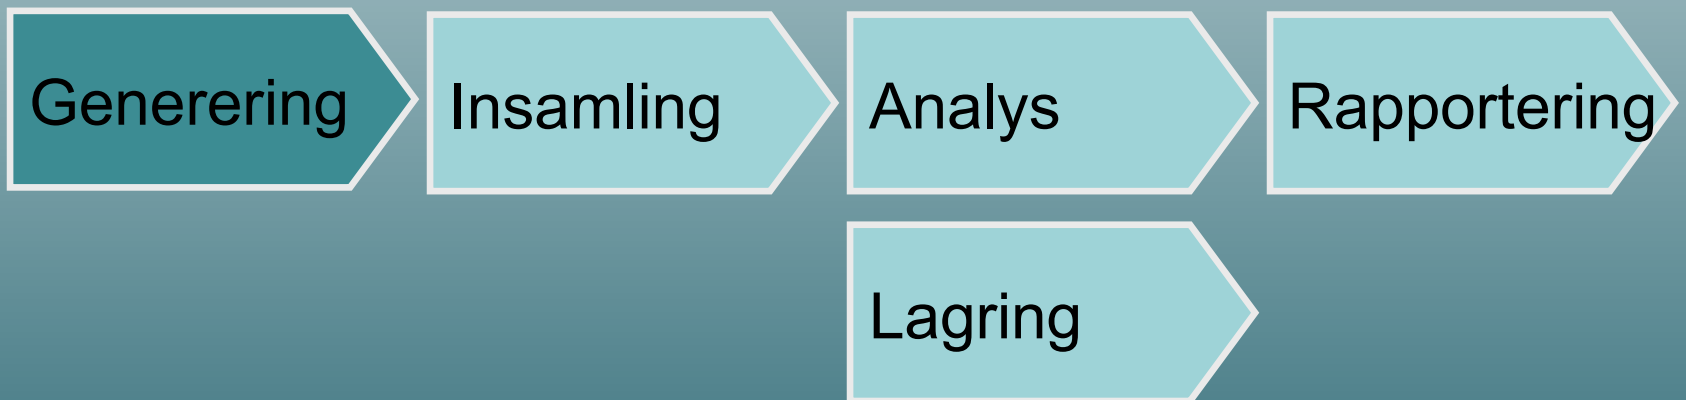 Generering
Insamling
Analys
Rapportering
Lagring